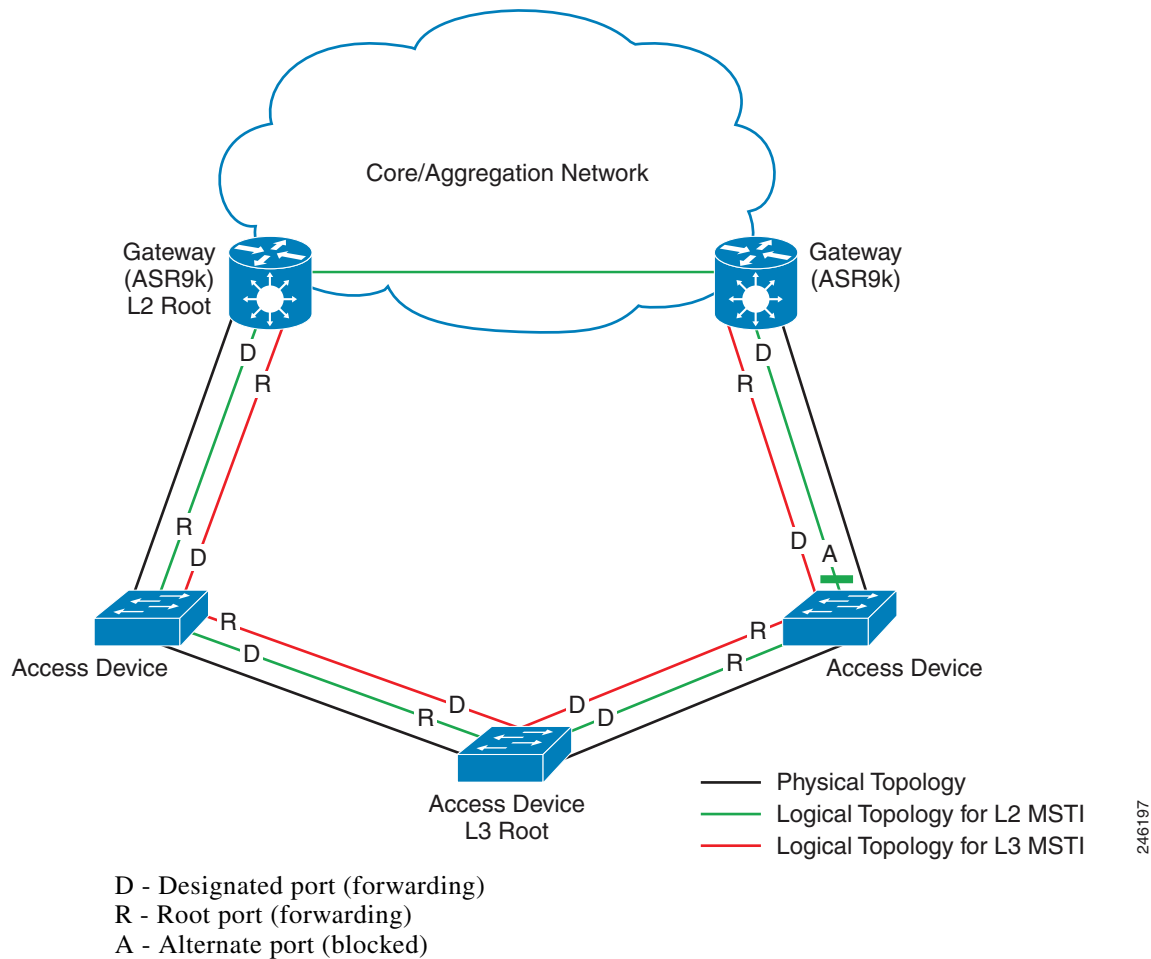 Core/Aggregation Network
Gateway
(ASR9k)
L2 Root
Gateway
(ASR9k)
D
R
D
R
R
D
D
A
Access Device
R
D
D
R
R
R
D
D
Access Device
Access Device
L3 Root
Physical Topology
Logical Topology for L2 MSTI
Logical Topology for L3 MSTI
246197
D - Designated port (forwarding)
R - Root port (forwarding)
A - Alternate port (blocked)